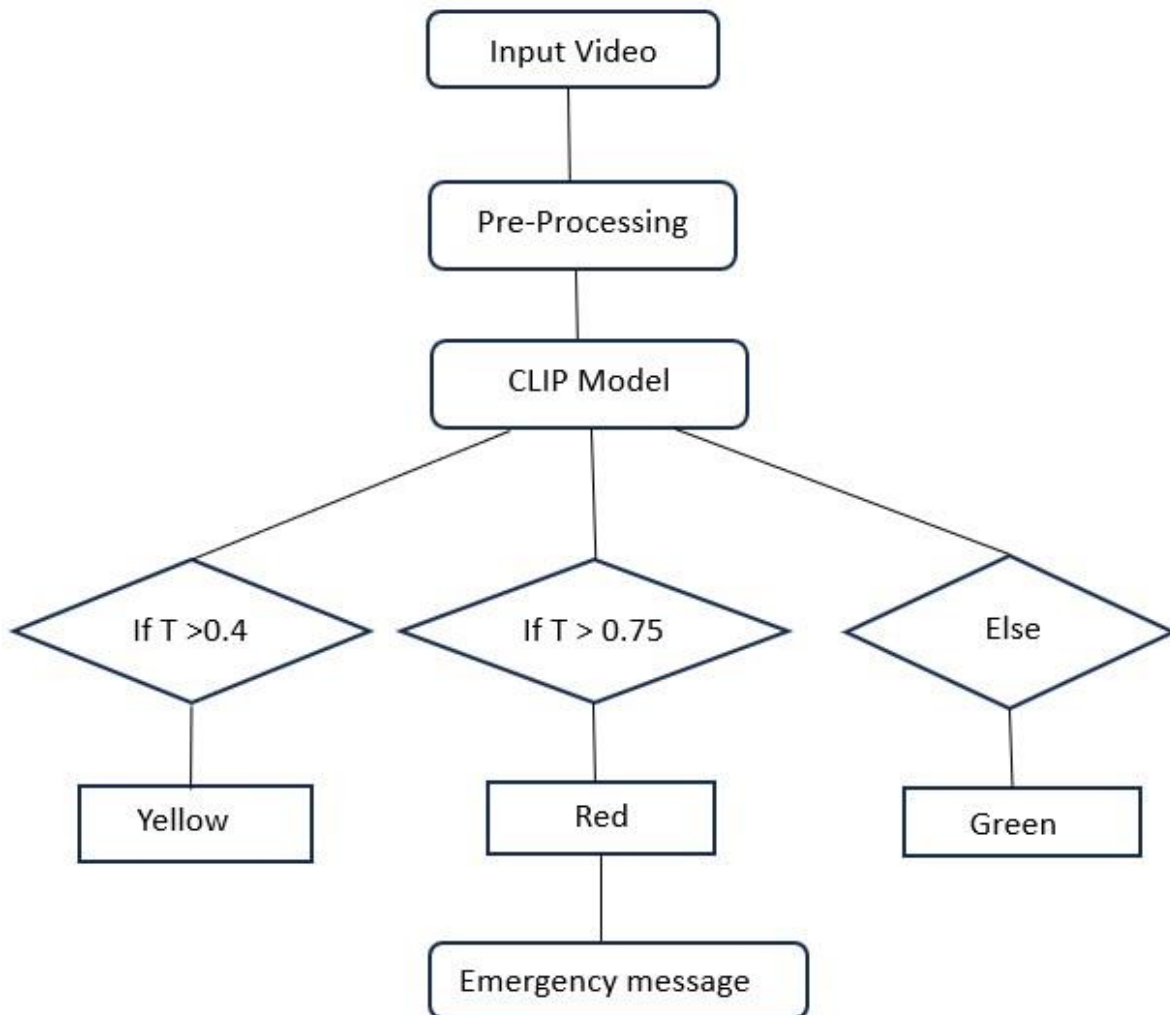 Input Video
Pre-Processing
CLIP Model
If T >0.4
If T > 0.75
Else
Yellow
Red
Green
Emergency message